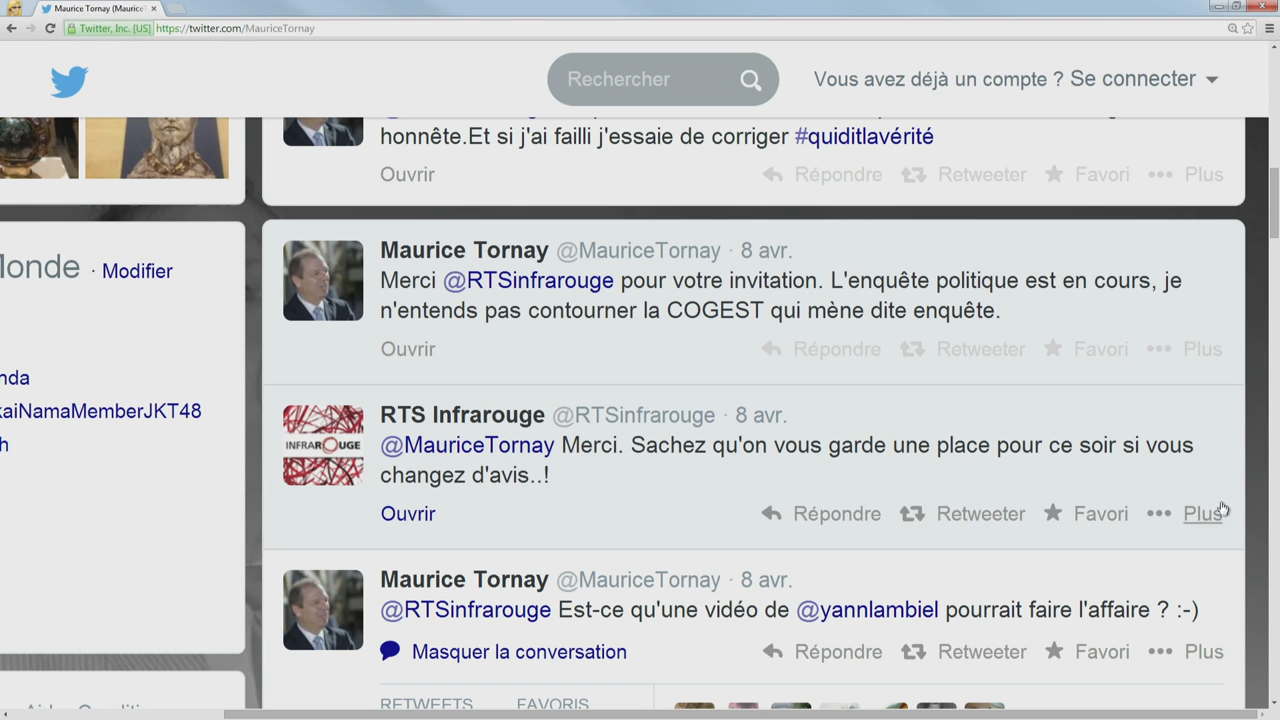 Maurice Tornay (Maurice
Twitter, Inc. [US] https://twitter.com/MauriceTornay
Rechercher
Vous avez déjà un compte ? Se connecter
honnête.Et si j'ai failli j'essaie de corriger #quiditlavérité
Ouvrir Répondre Retweeter Favori Plus
Monde · Modifier
nda
kaiNamaMemberJKT48
h
Maurice Tornay @MauriceTornay · 8 avr.
Merci @RTSinfrarouge pour votre invitation. L'enquête politique est en cours, je
n'entends pas contourner la COGEST qui mène dite enquête.
Ouvrir Répondre Retweeter Favori Plus
INFRAROUGE
RTS Infrarouge @RTSinfrarouge · 8 avr.
@MauriceTornay Merci. Sachez qu'on vous garde une place pour ce soir si vous
changez d'avis..!
Ouvrir Répondre Retweeter Favori Plus
Maurice Tornay @MauriceTornay · 8 avr.
@RTSinfrarouge Est-ce qu'une vidéo de @yannlambiel pourrait faire l'affaire ? :-)
Masquer la conversation Répondre Retweeter Favori Plus
RETWEETS FAVORIS